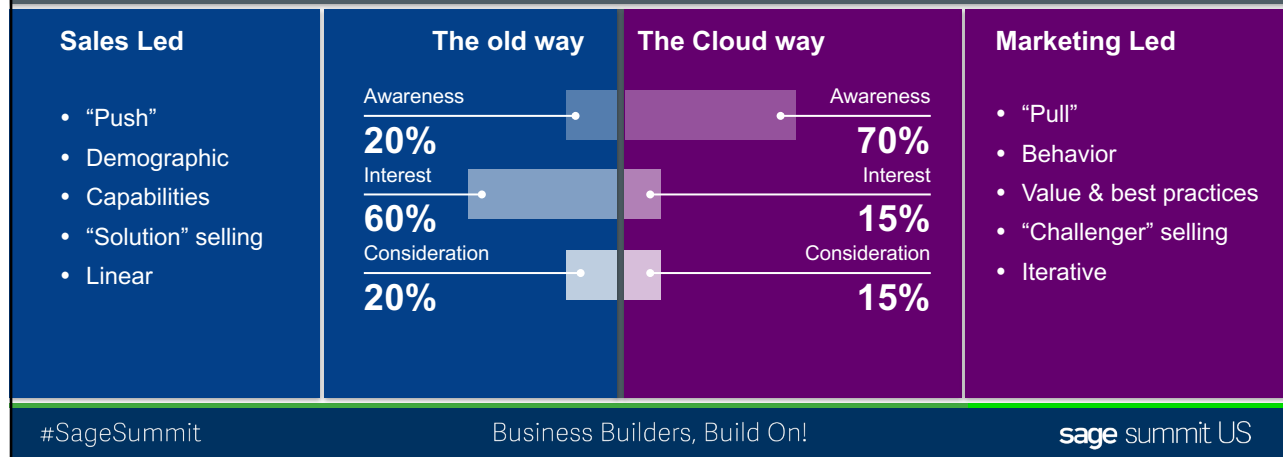 Sales Led
• “Push”
• Demographic
• Capabilities
• “Solution” selling
• Linear
The old way
Awareness
20%
Interest
60%
Consideration
20%
The Cloud way
Awareness
70%
Interest
15%
Consideration
15%
Marketing Led
• “Pull”
• Behavior
• Value & best practices
• “Challenger” selling
• Iterative
#SageSummit
Business Builders, Build On!
sage summit US